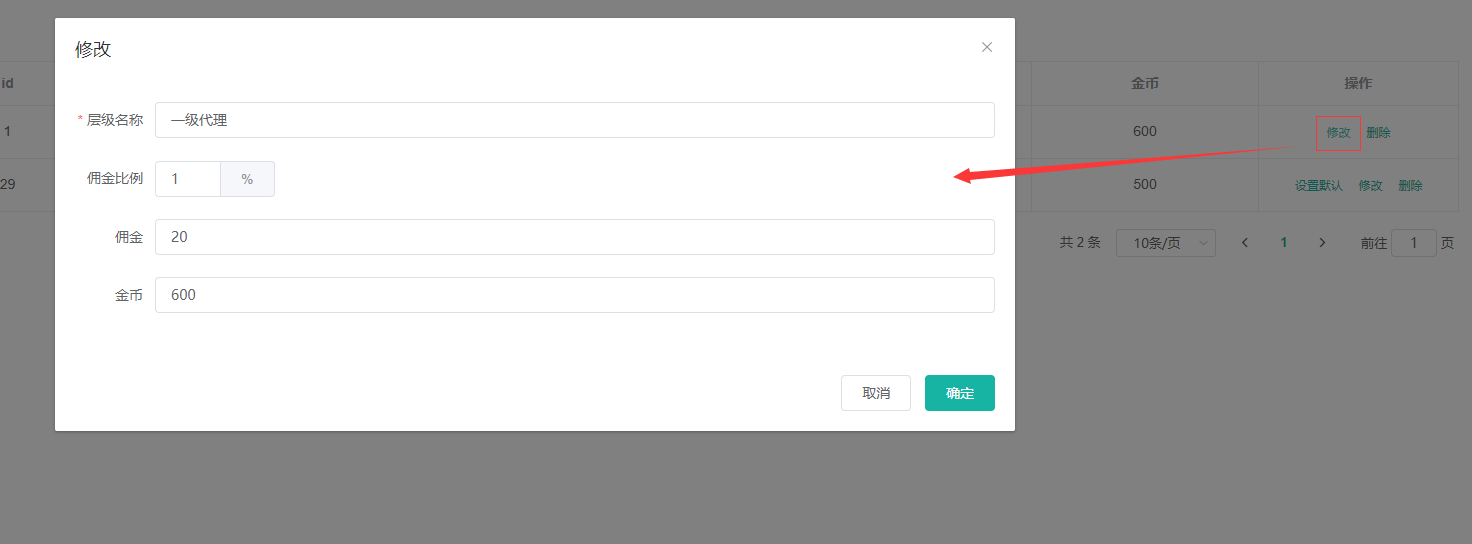 修改
id
金币
操作
* 层级名称
一级代理
1
600
修改 删除
佣金比例
1 %
29
500
设置默认 修改 删除
佣金
20
共 2 条
10条/页
1
前往 1 页
金币
600
取消
确定